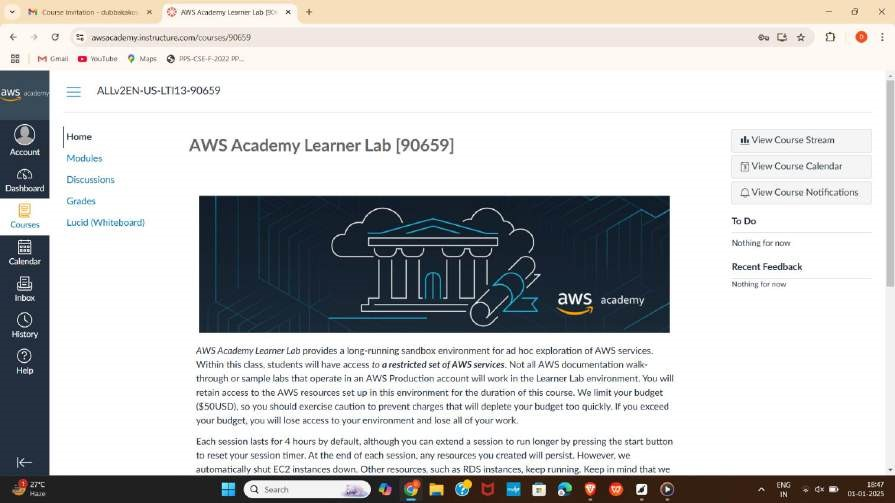 Course Invitation - dubbakakos
AWS Academy Learner Lab [90
awsacademy.instructure.com/courses/90659
D
Gmail
YouTube
Maps
PPS-CSE-F-2022 PP...
aws academy
ALLv2EN-US-LTI13-90659
Account
Dashboard
Courses
Calendar
Inbox
History
Help
Home
Modules
Discussions
Grades
Lucid (Whiteboard)
AWS Academy Learner Lab [90659]
aws academy
AWS Academy Learner Lab provides a long-running sandbox environment for ad hoc exploration of AWS services.
Within this class, students will have access to a restricted set of AWS services. Not all AWS documentation walk-
through or sample labs that operate in an AWS Production account will work in the Learner Lab environment. You will
retain access to the AWS resources set up in this environment for the duration of this course. We limit your budget
($50USD), so you should exercise caution to prevent charges that will deplete your budget too quickly. If you exceed
your budget, you will lose access to your environment and lose all of your work.
Each session lasts for 4 hours by default, although you can extend a session to run longer by pressing the start button
to reset your session timer. At the end of each session, any resources you created will persist. However, we
automatically shut EC2 instances down. Other resources, such as RDS instances, keep running. Keep in mind that we
View Course Stream
View Course Calendar
View Course Notifications
To Do
Nothing for now
Recent Feedback
Nothing for now
27°C
Haze
Search
ENG
IN
18:47
01-01-2025